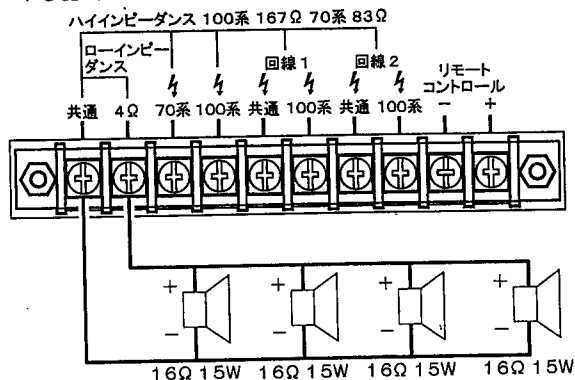 ハイインピーダンス 100系 167Ω 70系 83Ω
ローインピーダンス
回線1
回線2
リモートコントロール
共通 4Ω 70系 100系 共通 100系 共通 100系 − +
+ + + +
− − − −
16Ω 15W 16Ω 15W 16Ω 15W 16Ω 15W